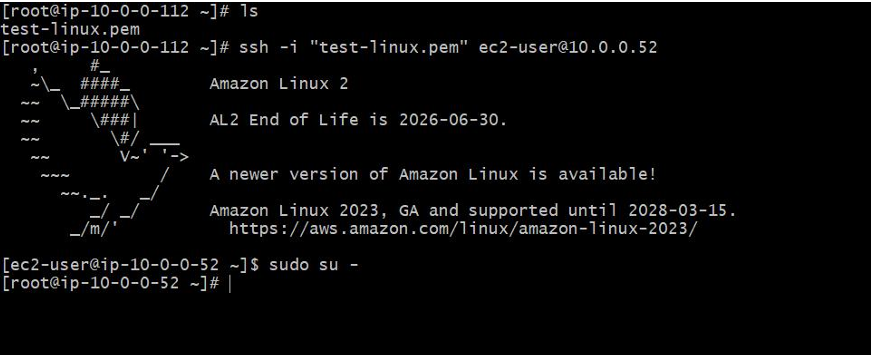 [root@ip-10-0-0-112 ~]# ls
test-linux.pem
[root@ip-10-0-0-112 ~]# ssh -i "test-linux.pem" ec2-user@10.0.0.52
   ,     #_
   ~\_  ####_        Amazon Linux 2
  ~~  \_#####\
  ~~     \###|       AL2 End of Life is 2026-06-30.
  ~~       \#/ ___
   ~~       V~' '->
    ~~~         /    A newer version of Amazon Linux is available!
      ~~._.   _/
         _/ _/       Amazon Linux 2023, GA and supported until 2028-03-15.
       _/m/'           https://aws.amazon.com/linux/amazon-linux-2023/
[ec2-user@ip-10-0-0-52 ~]$ sudo su -
[root@ip-10-0-0-52 ~]#